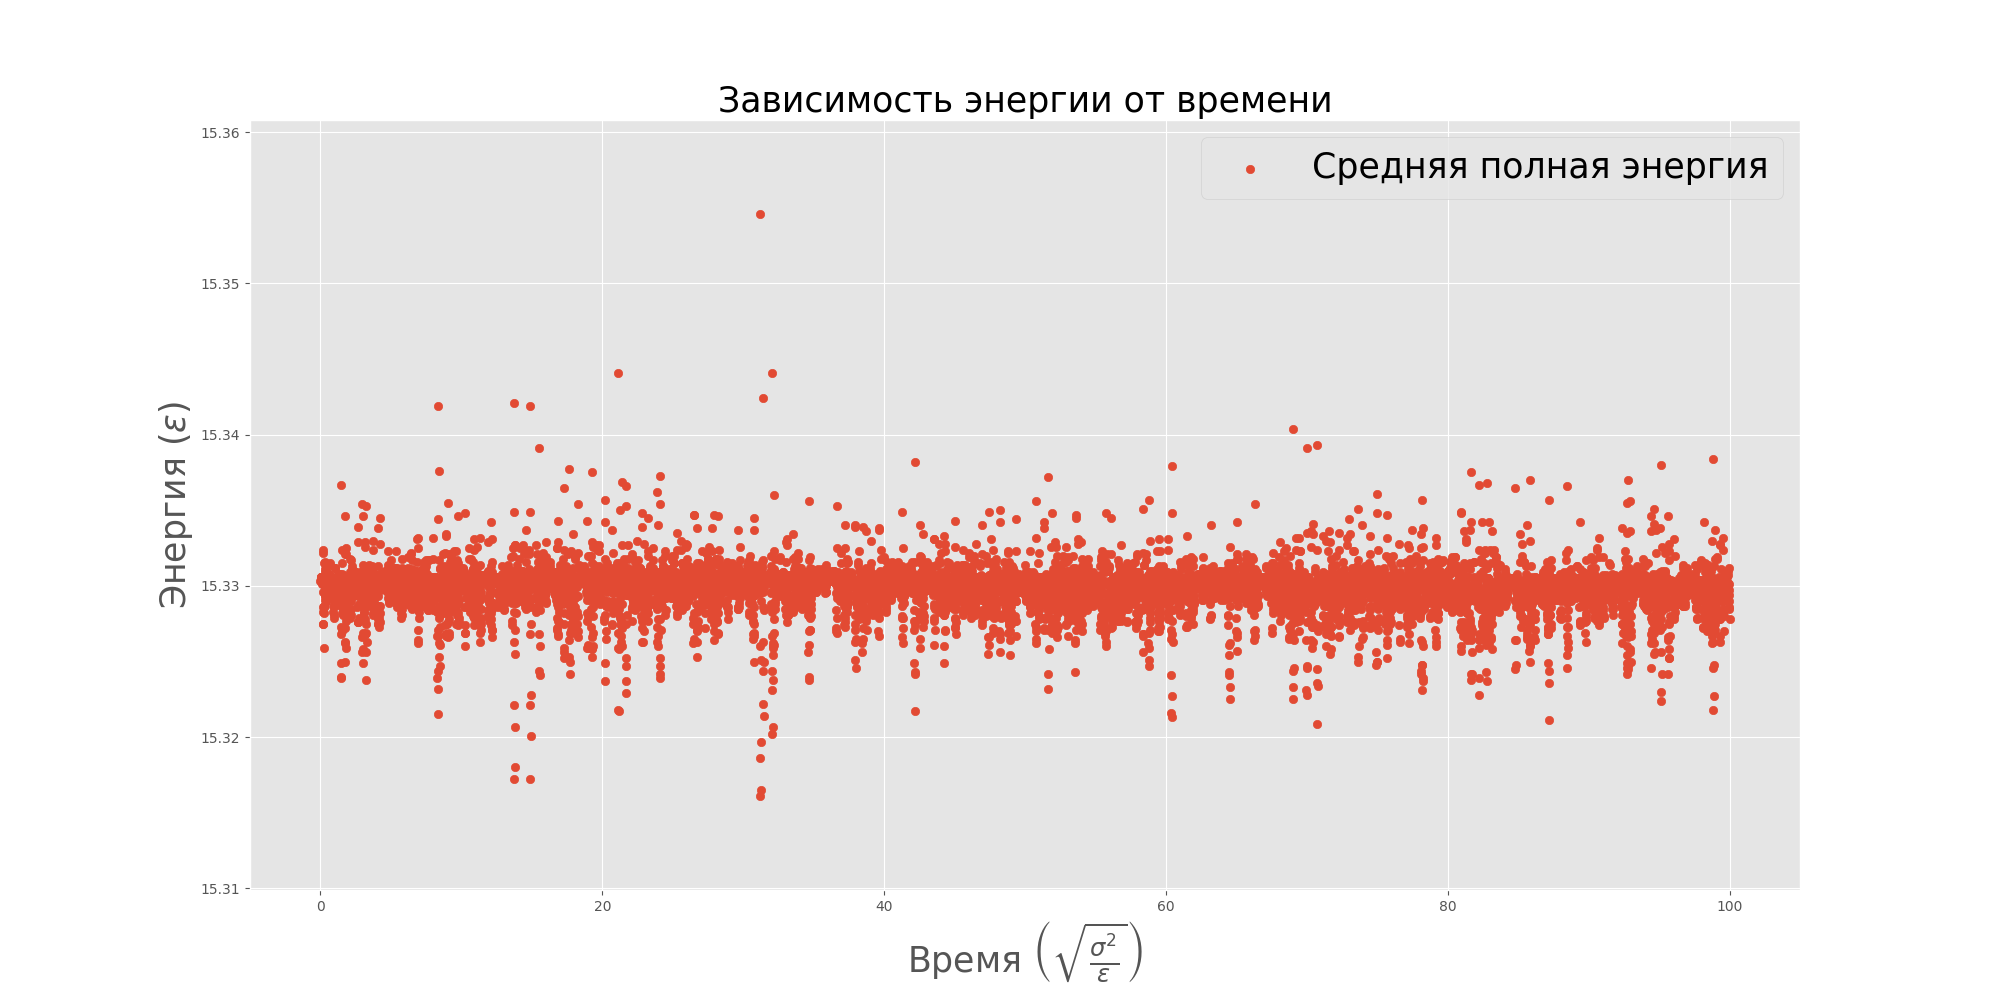 Зависимость энергии от времени
Средняя полная энергия
Энергия (ε)
15.36
15.35
15.34
15.33
15.32
15.31
0 20 40 60 80 100
Время (√(σ²/ε))